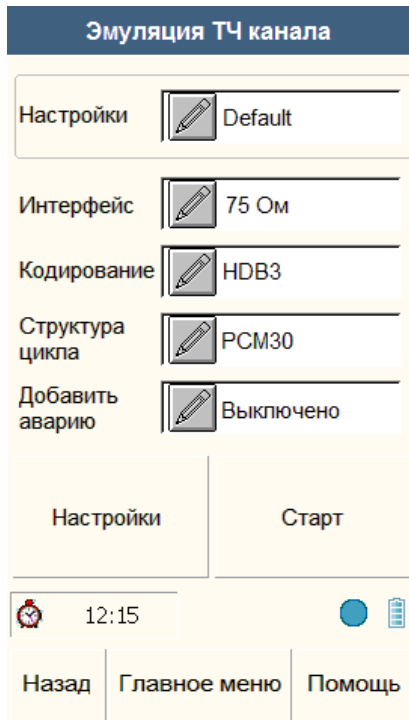 Эмуляция ТЧ канала
Настройки Default
Интерфейс 75 Ом
Кодирование HDB3
Структура
цикла PCM30
Добавить
аварию Выключено
Настройки Старт
12:15
Назад Главное меню Помощь